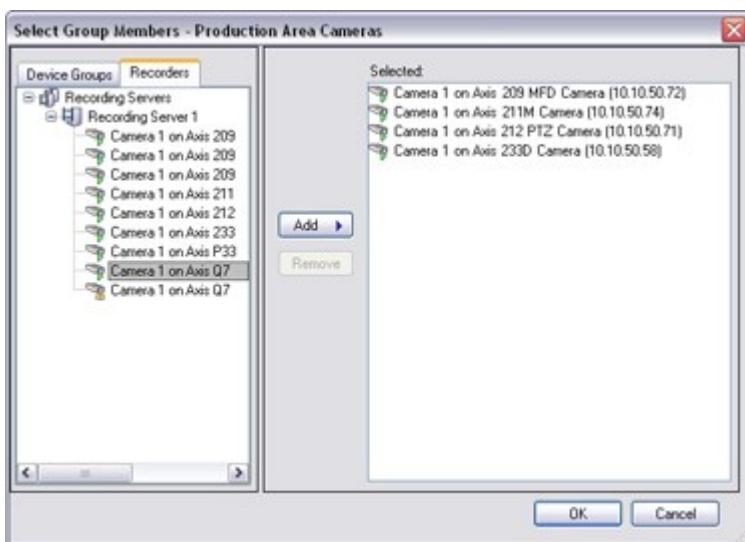 Select Group Members - Production Area Cameras
Device Groups
Recorders
Recording Servers
Recording Server 1
Camera 1 on Axis 209
Camera 1 on Axis 209
Camera 1 on Axis 209
Camera 1 on Axis 211
Camera 1 on Axis 212
Camera 1 on Axis 233
Camera 1 on Axis P33
Camera 1 on Axis Q7
Camera 1 on Axis Q7
Add
Remove
Selected:
Camera 1 on Axis 209 MFD Camera (10.10.50.72)
Camera 1 on Axis 211M Camera (10.10.50.74)
Camera 1 on Axis 212 PTZ Camera (10.10.50.71)
Camera 1 on Axis 233D Camera (10.10.50.58)
OK
Cancel